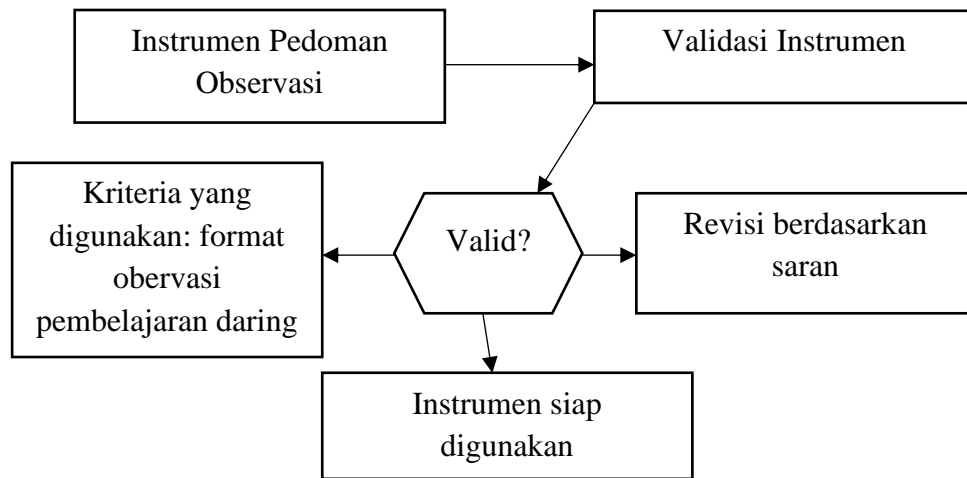 Instrumen Pedoman
Observasi
Validasi Instrumen
Kriteria yang
digunakan: format
obervasi
pembelajaran daring
Valid?
Revisi berdasarkan
saran
Instrumen siap
digunakan